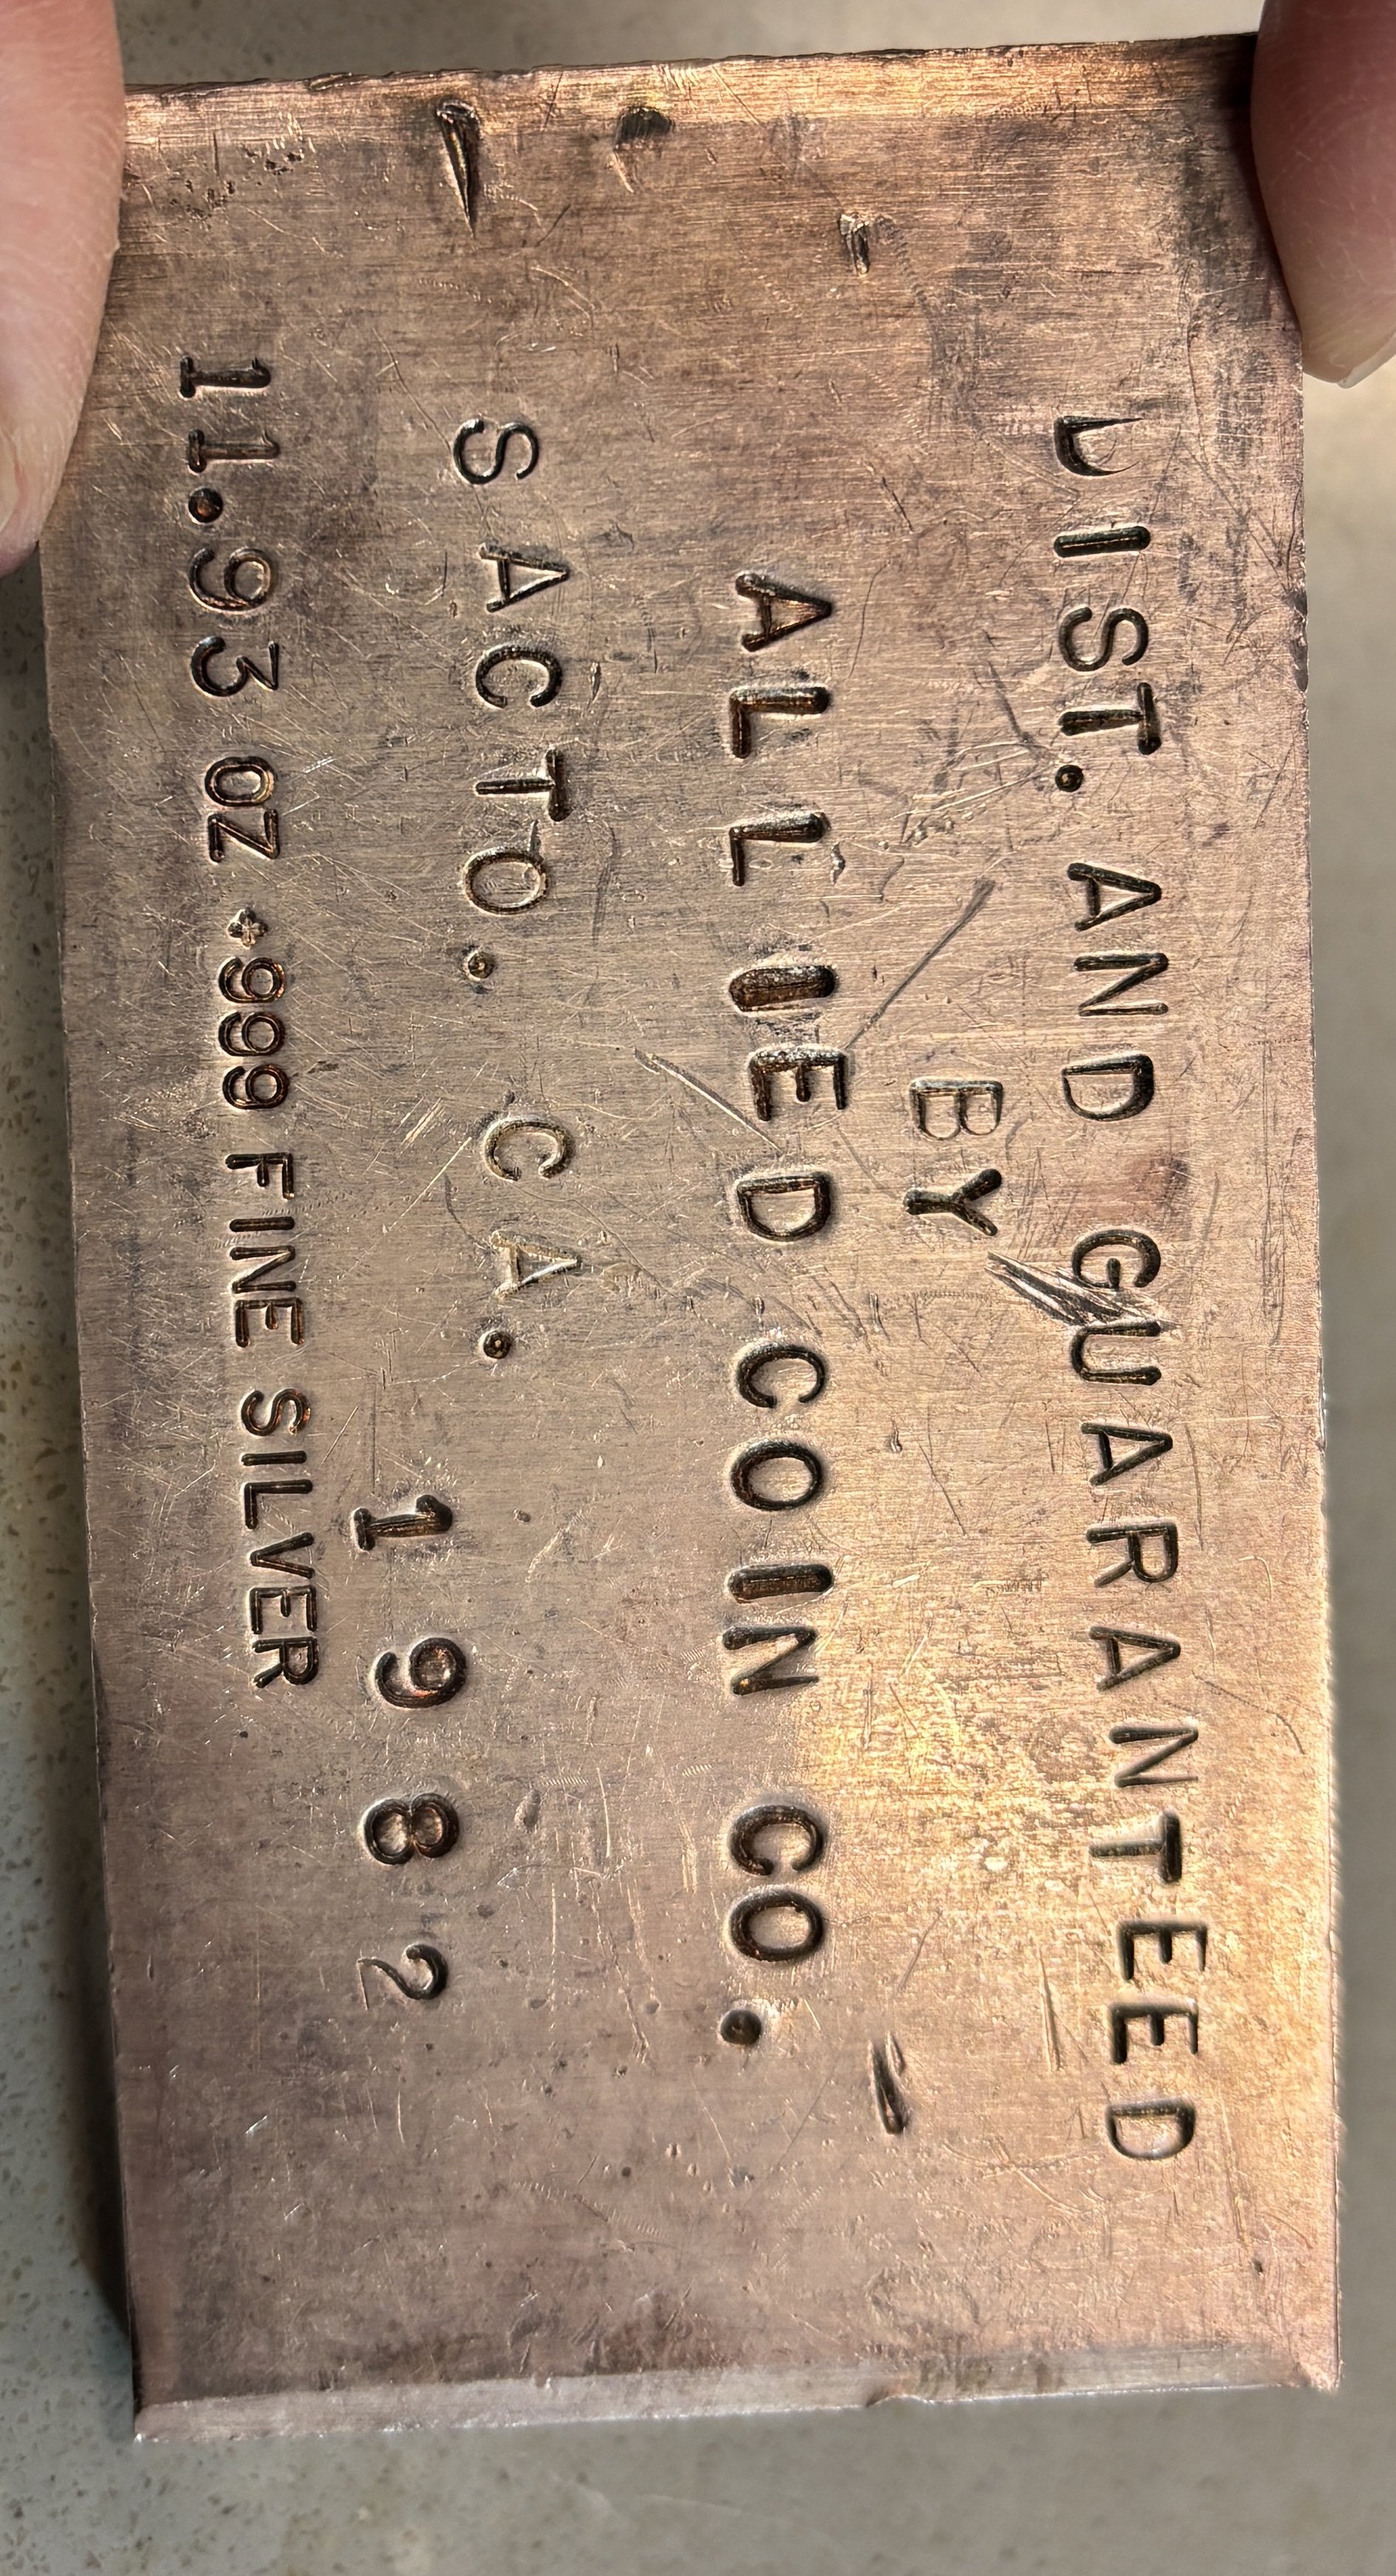 DIST. AND GUARANTEED
BY
ALLIED COIN CO.
SACTO. CA.
1982
11.93 OZ .999 FINE SILVER